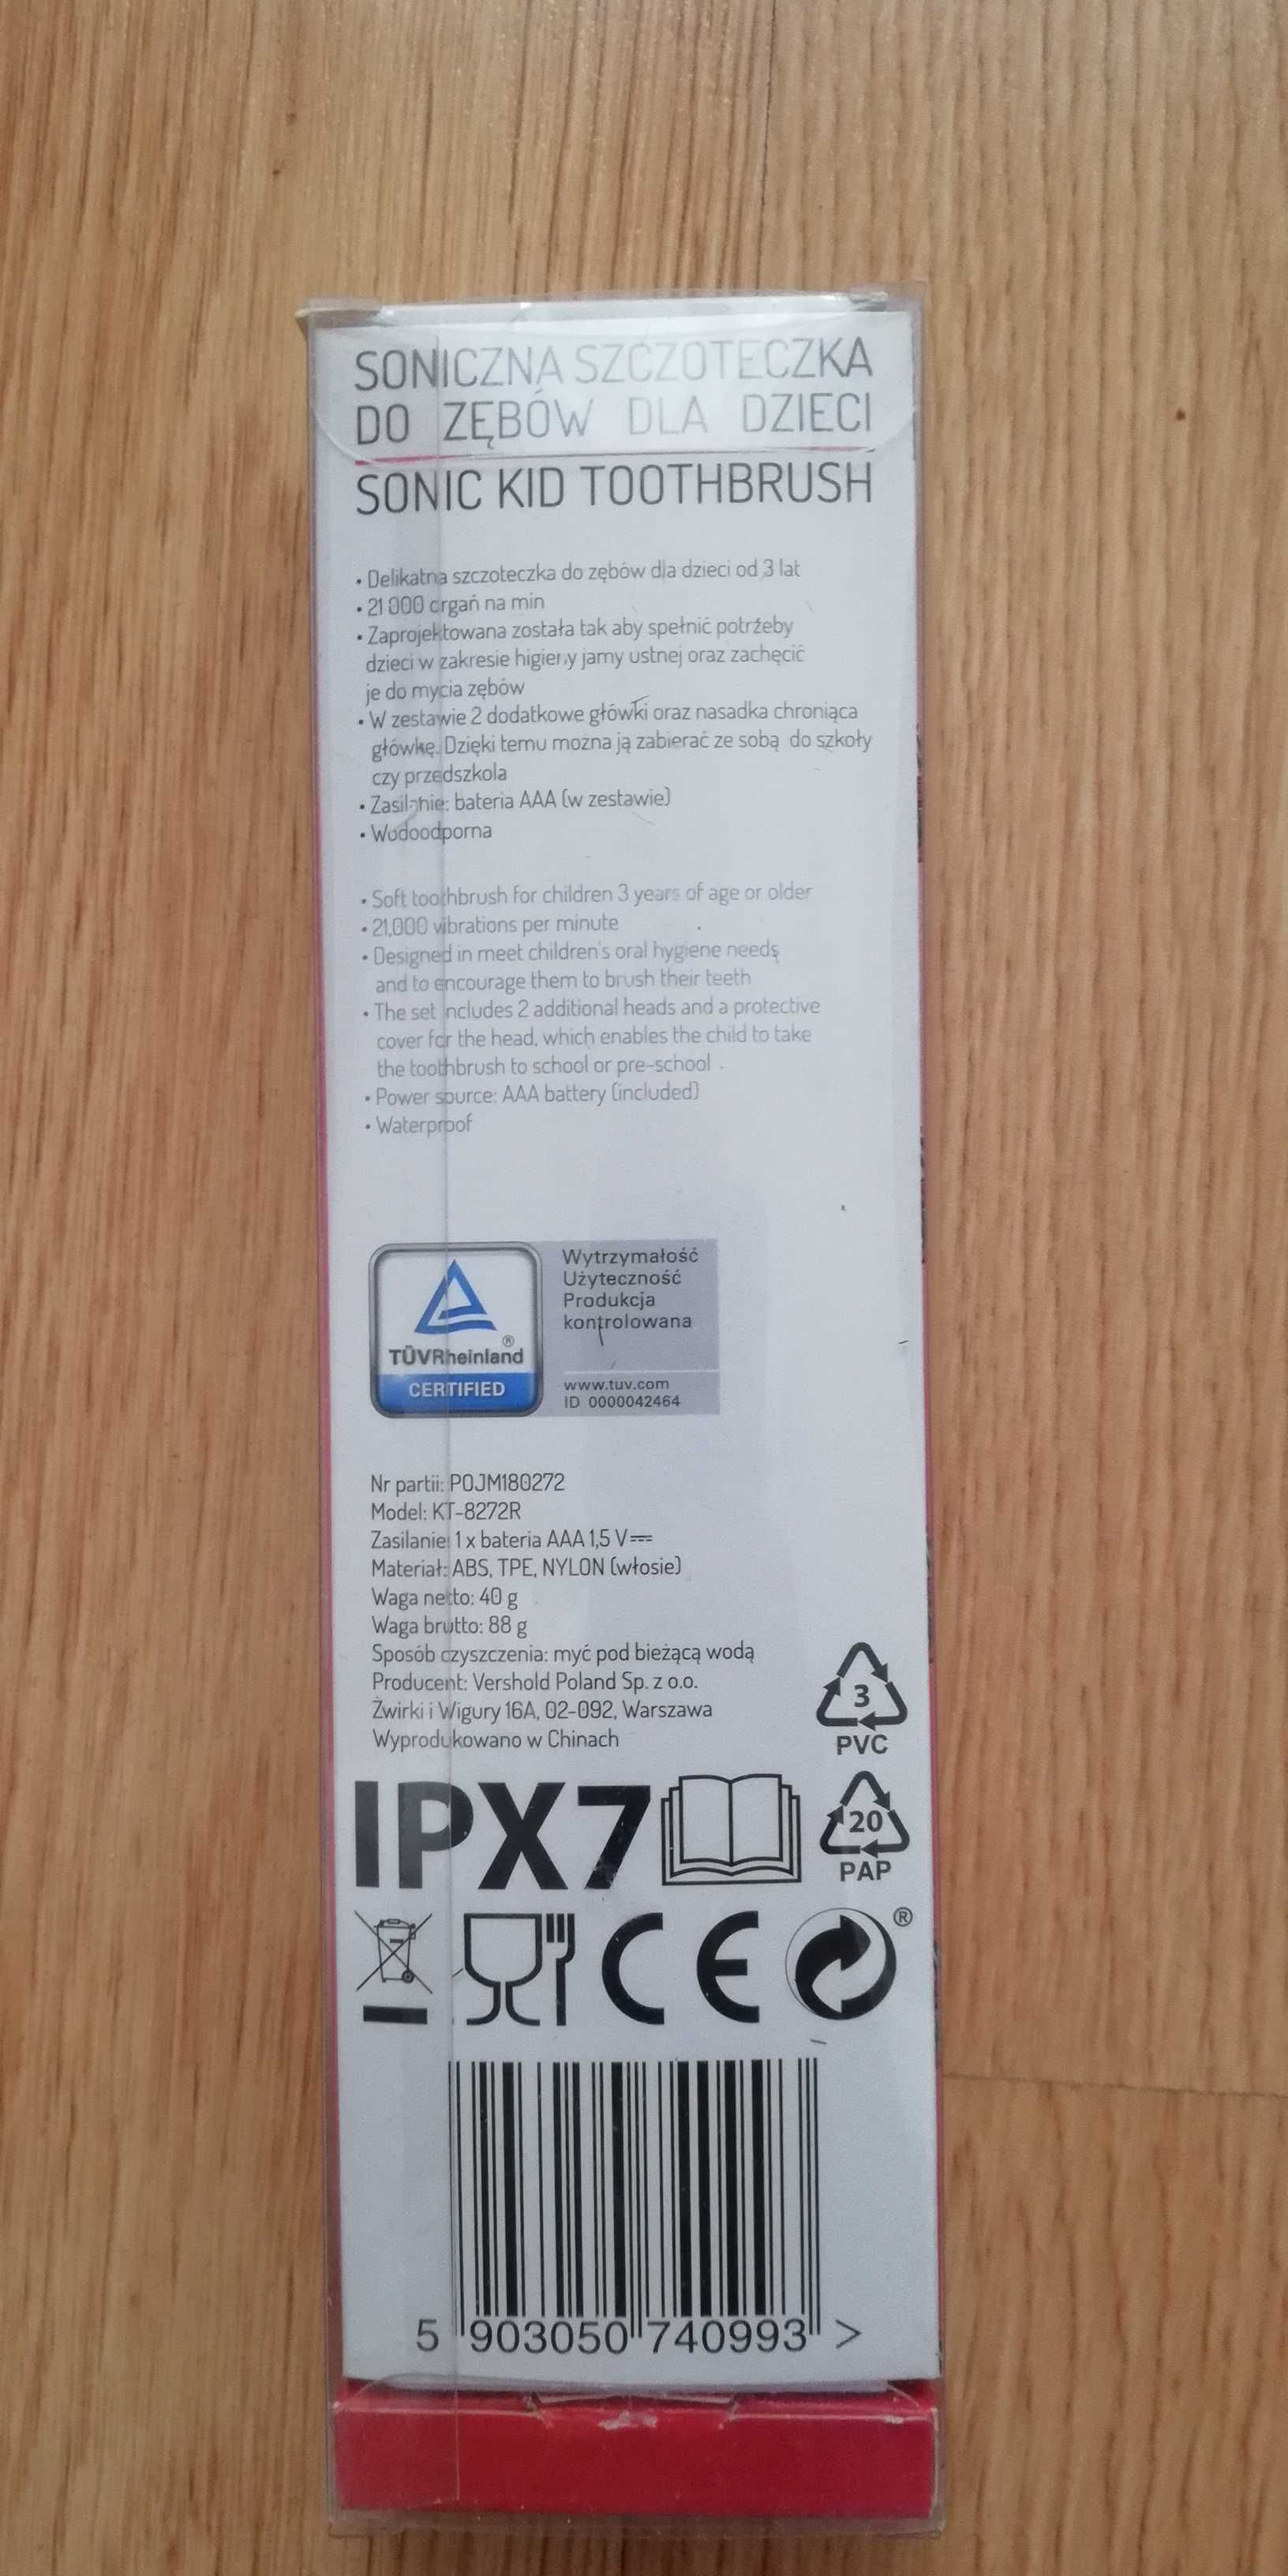 SONICZNA SZCZOTECZKA
DO ZĘBÓW DLA DZIECI
SONIC KID TOOTHBRUSH
• Delikatna szczoteczka do zębów dla dzieci od 3 lat
• 21 000 drgań na min
• Zaprojektowana została tak aby spełnić potrzeby
dzieci w zakresie higieny jamy ustnej oraz zachęcić
je do mycia zębów
• W zestawie 2 dodatkowe główki oraz nasadka chroniąca
główkę. Dzięki temu można ją zabierać ze sobą do szkoły
czy przedszkola
• Zasilanie: bateria AAA (w zestawie)
• Wodoodporna
• Soft toothbrush for children 3 years of age or older
• 21,000 vibrations per minute
• Designed in meet children's oral hygiene needs
and to encourage them to brush their teeth
• The set includes 2 additional heads and a protective
cover for the head, which enables the child to take
the toothbrush to school or pre-school
• Power source: AAA battery (included)
• Waterproof
Wytrzymałość
Użyteczność
Produkcja
kontrolowana
TÜVRheinland®
CERTIFIED
www.tuv.com
ID 0000042464
Nr partii: POJM180272
Model: KT-8272R
Zasilanie: 1 x bateria AAA 1,5 V⎓
Materiał: ABS, TPE, NYLON (włosie)
Waga netto: 40 g
Waga brutto: 88 g
Sposób czyszczenia: myć pod bieżącą wodą
Producent: Vershold Poland Sp. z o.o.
Żwirki i Wigury 16A, 02-092, Warszawa
Wyprodukowano w Chinach
3
PVC
IPX7
20
PAP
CE
®
5 903050 740993 >